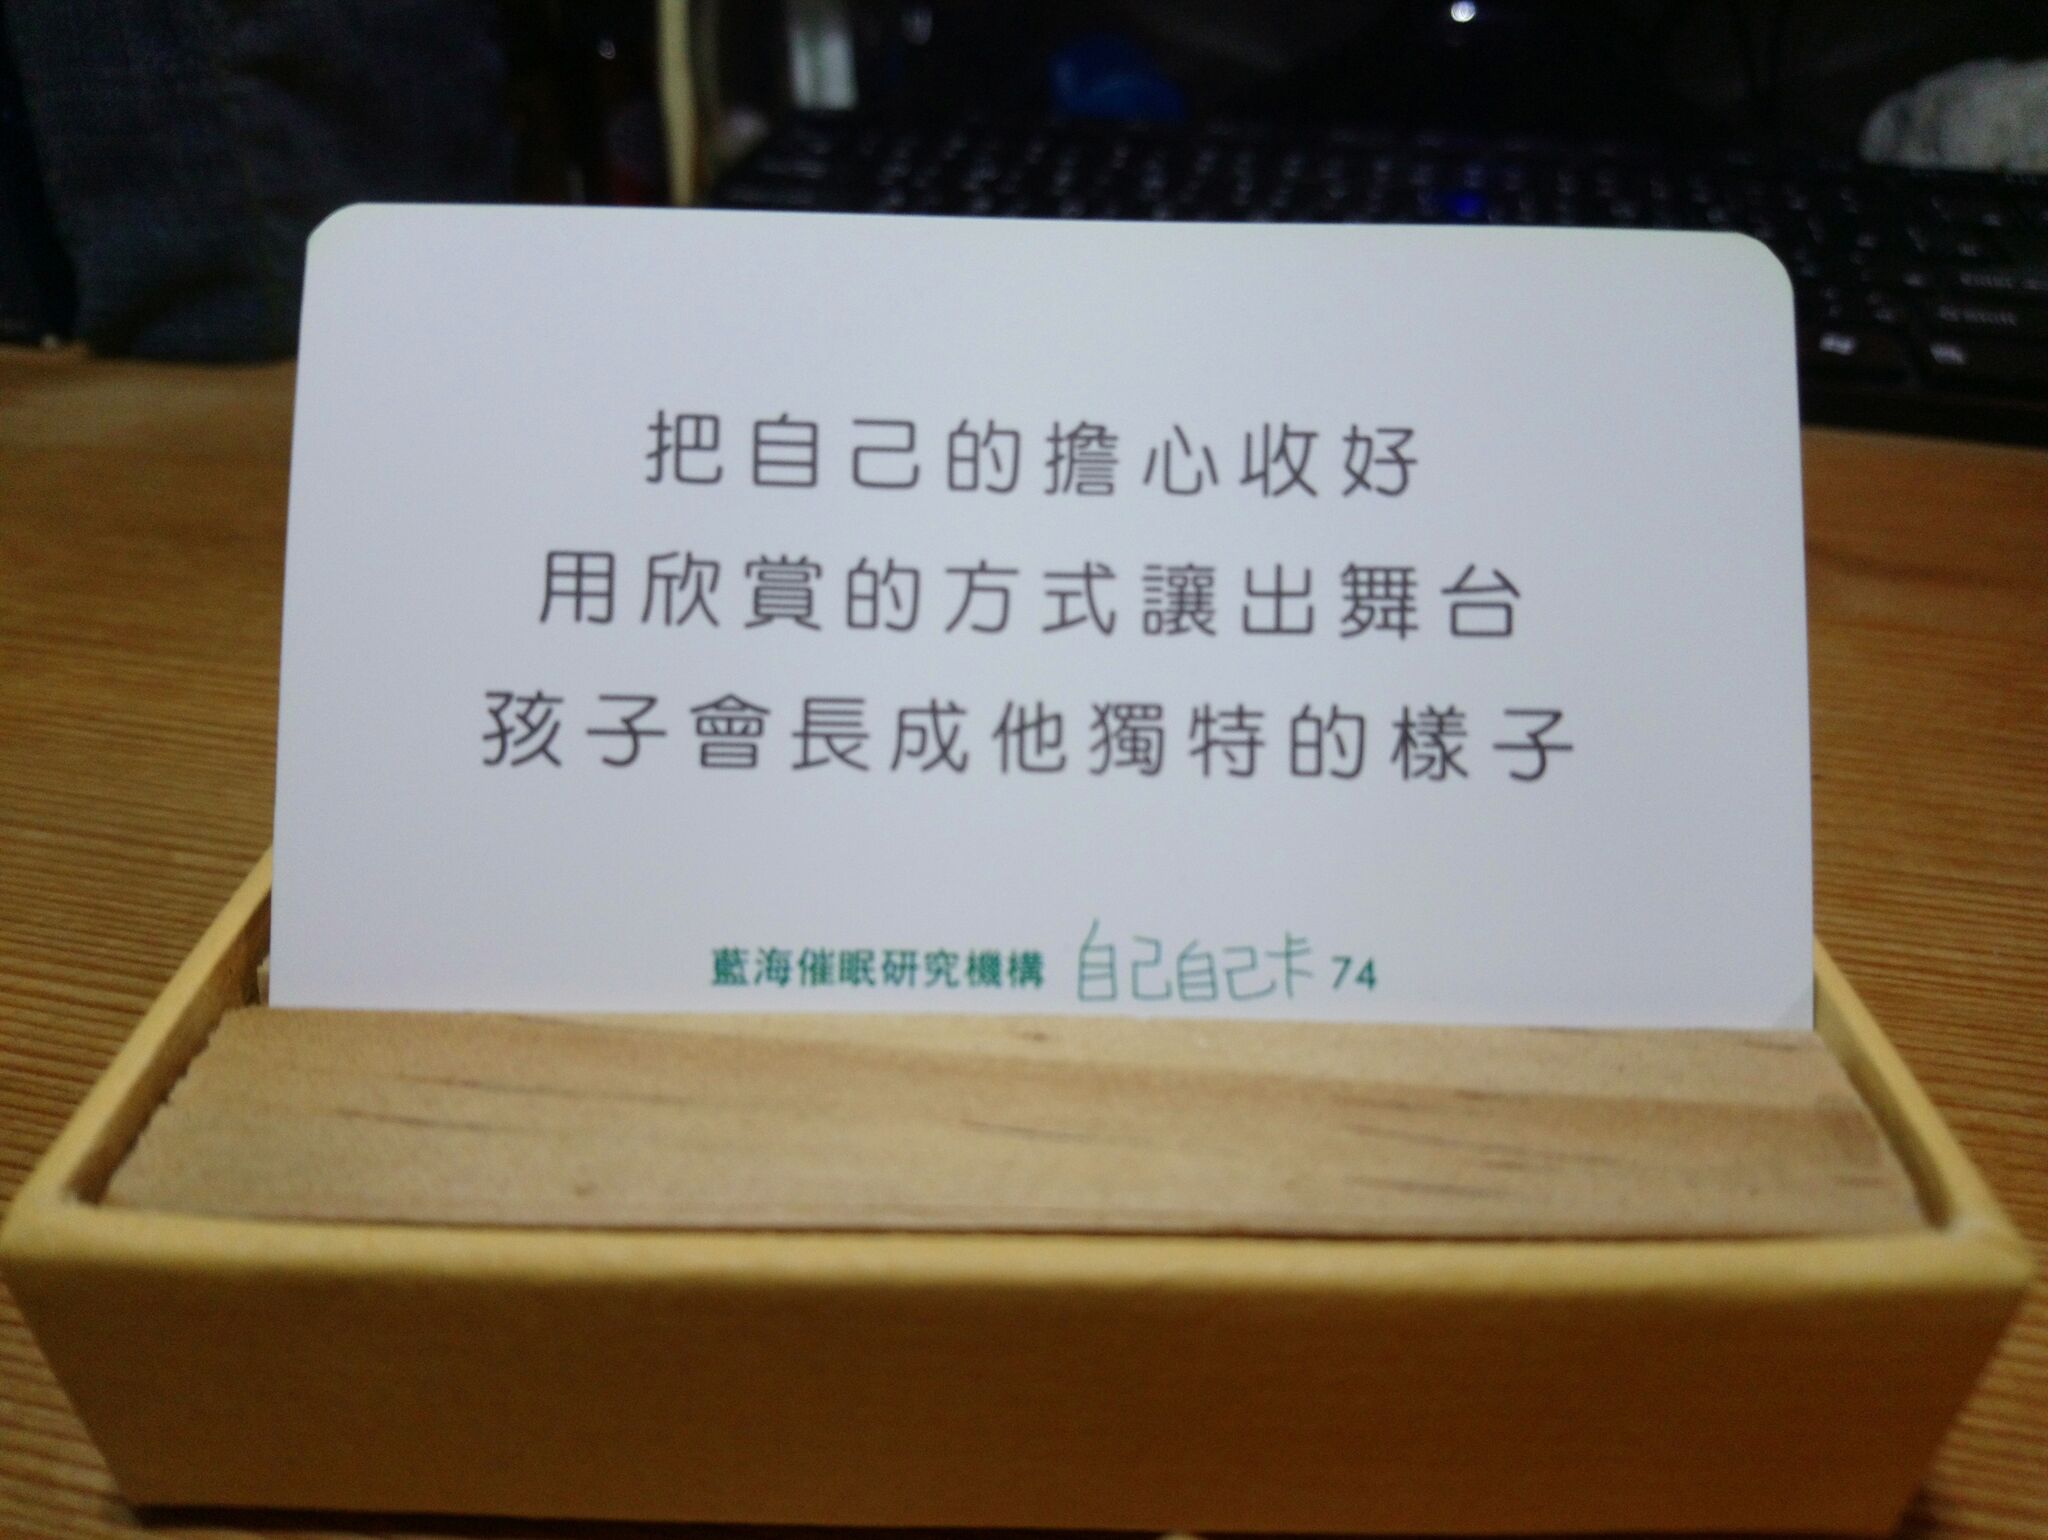 把自己的擔心收好
用欣賞的方式讓出舞台
孩子會長成他獨特的樣子
藍海催眠研究機構 自己自己卡 74